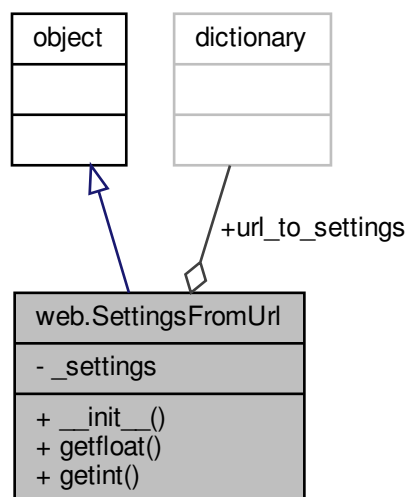 object
dictionary
+url_to_settings
web.SettingsFromUrl
- _settings
+ __init__()
+ getfloat()
+ getint()